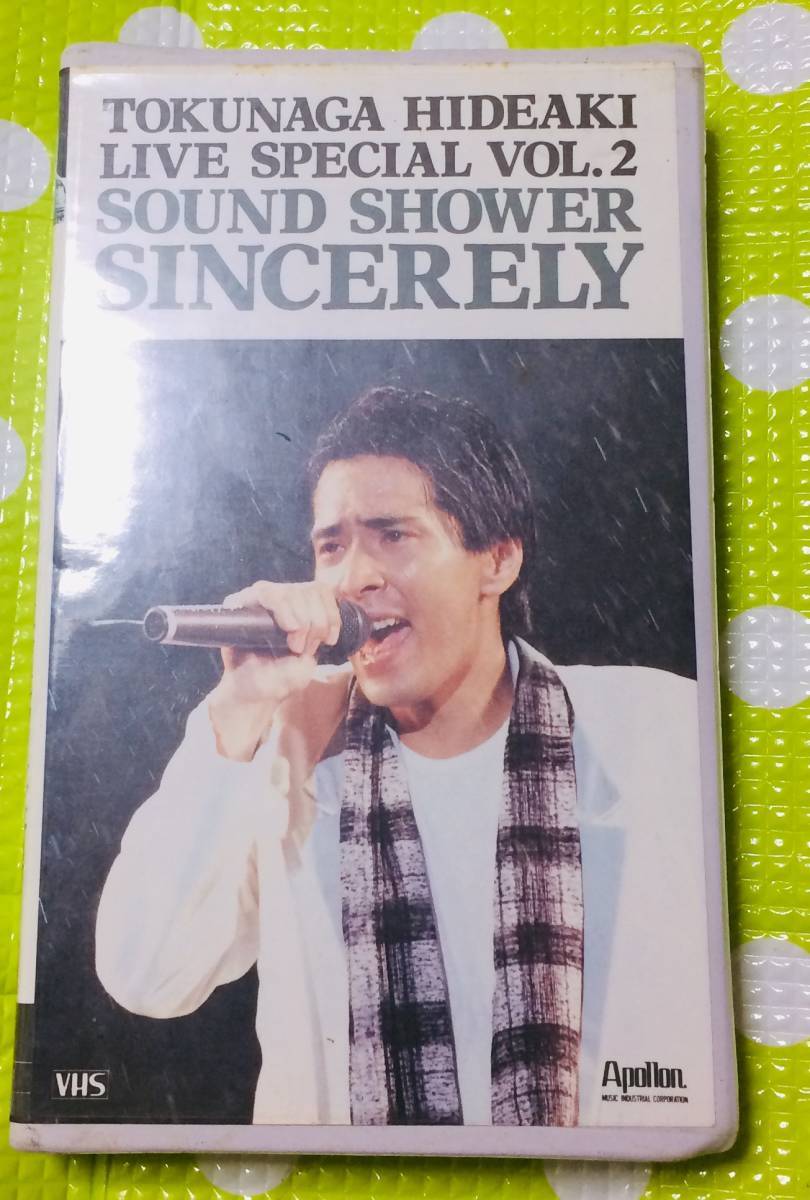 TOKUNAGA HIDEAKI
LIVE SPECIAL VOL.2
SOUND SHOWER
SINCERELY
VHS
Apollon.
MUSIC INDUSTRIAL CORPORATION